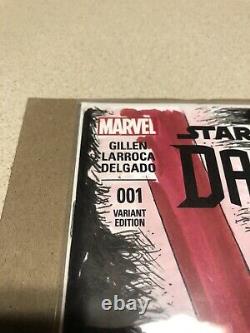 MARVEL
GILLEN
LARROCA
DELGADO
001
VARIANT
EDITION
STAR
DA